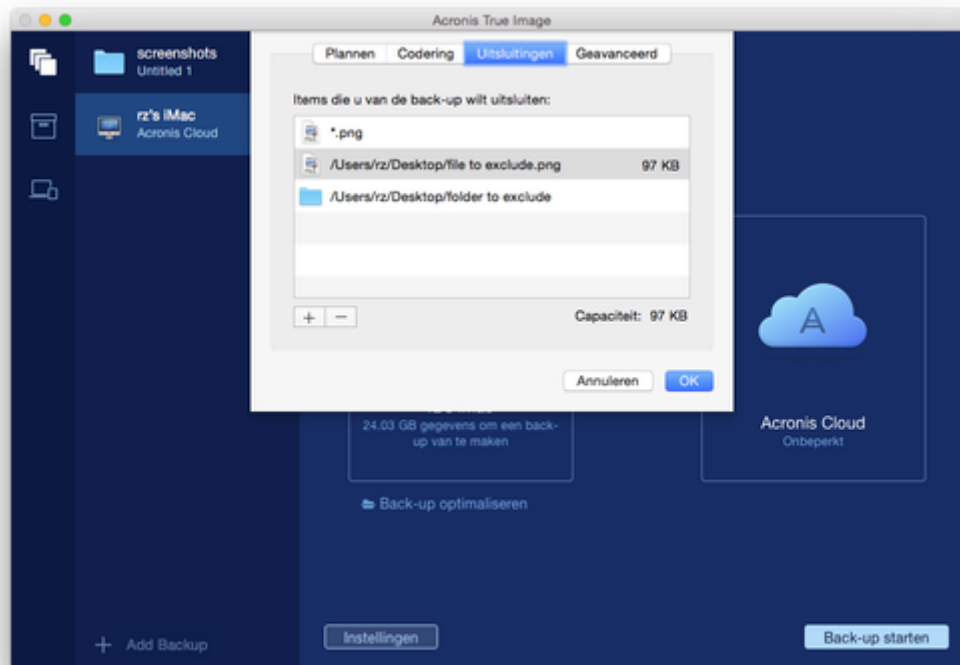 Acronis True Image
screenshots
Untitled 1
rz's iMac
Acronis Cloud
Plannen Codering Uitsluitingen Geavanceerd
Items die u van de back-up wilt uitsluiten:
*.png
/Users/rz/Desktop/file to exclude.png 97 KB
/Users/rz/Desktop/folder to exclude
+ −
Capaciteit: 97 KB
Annuleren OK
24.03 GB gegevens om een back-
up van te maken
Acronis Cloud
Onbeperkt
Back-up optimaliseren
+ Add Backup
Instellingen
Back-up starten